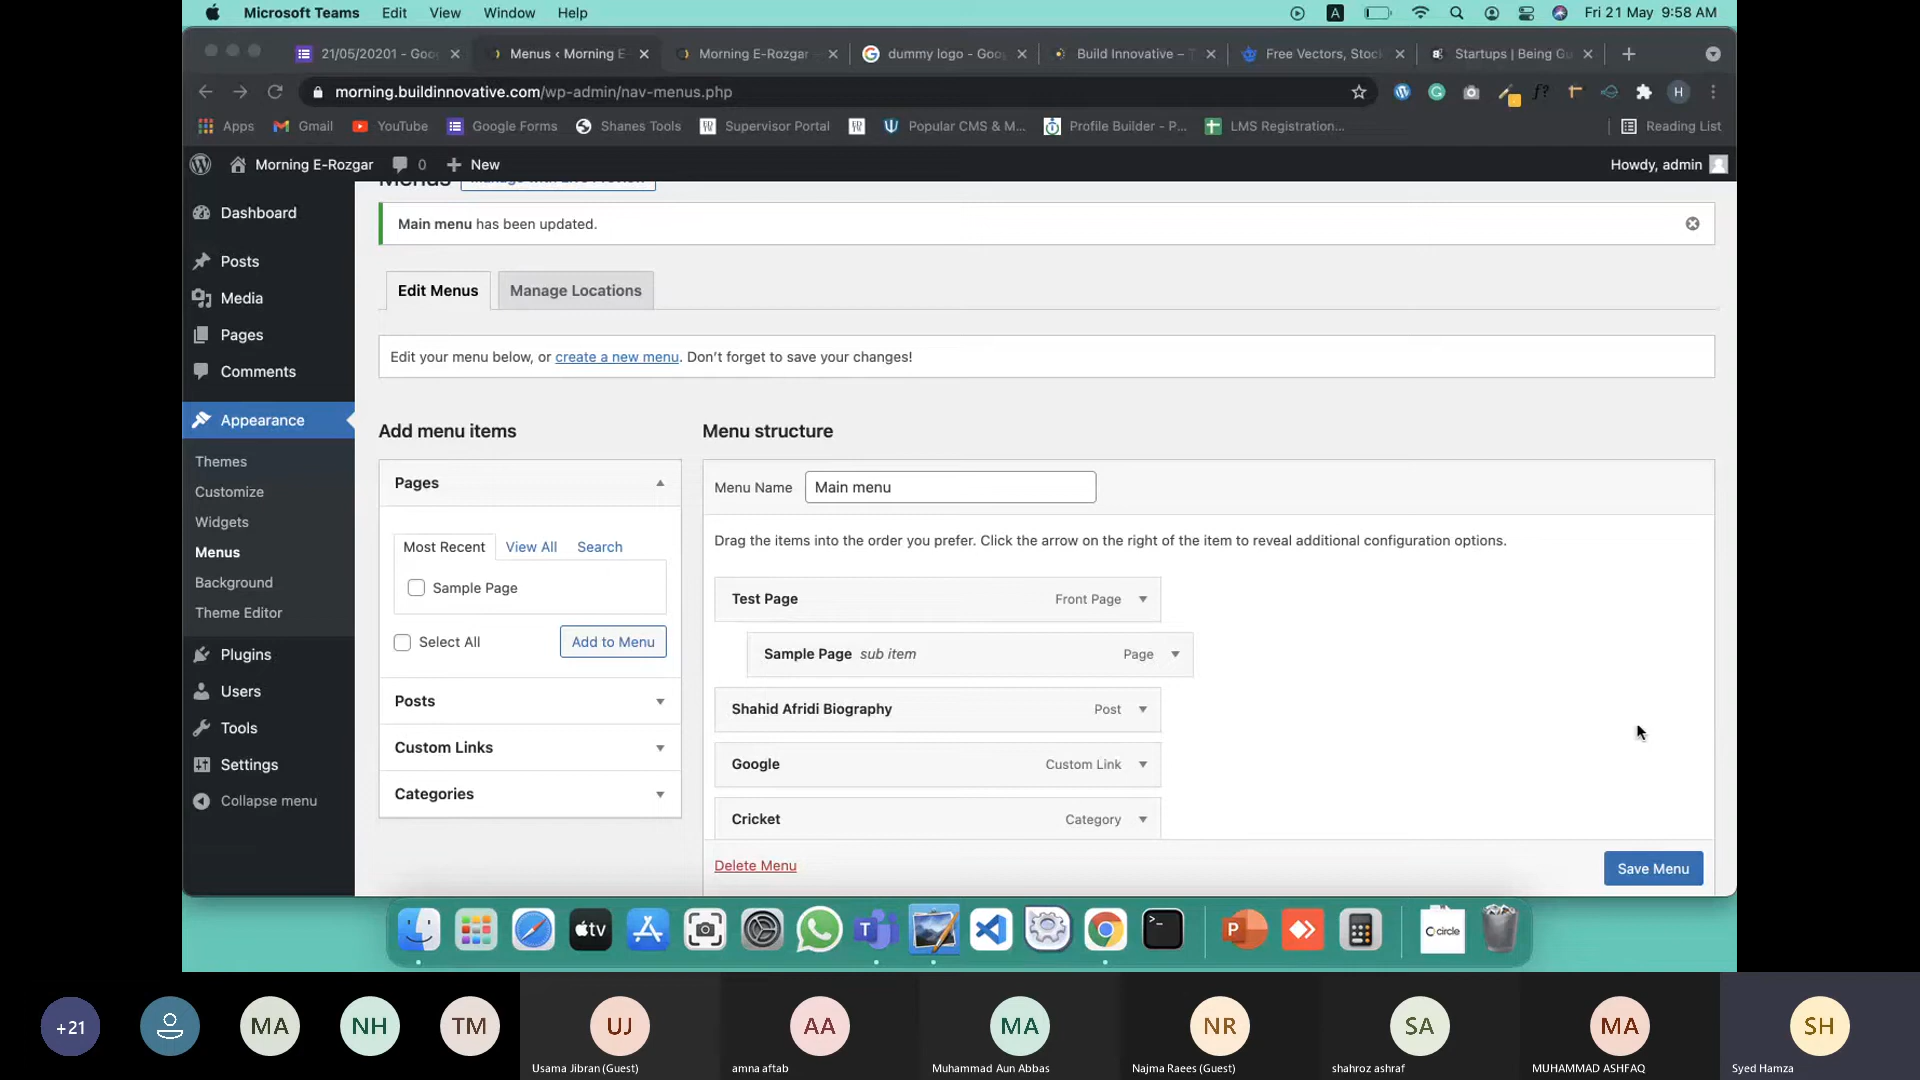 Microsoft Teams Edit View Window Help A Fri 21 May 9:58 AM
21/05/20201 - Goo Menus ‹ Morning E Morning E-Rozgar dummy logo - Goo Build Innovative – T Free Vectors, Stoc Startups | Being Gu
morning.buildinnovative.com/wp-admin/nav-menus.php f? H
Apps Gmail YouTube Google Forms Shanes Tools Supervisor Portal Popular CMS & M... Profile Builder - P... LMS Registration... Reading List
Morning E-Rozgar 0 New Howdy, admin
Menus Manage with Live Preview
Dashboard
Main menu has been updated.
Posts
Media
Edit Menus Manage Locations
Pages
Edit your menu below, or create a new menu. Don't forget to save your changes!
Comments
Appearance
Add menu items Menu structure
Themes
Pages
Menu Name Main menu
Customize
Widgets
Drag the items into the order you prefer. Click the arrow on the right of the item to reveal additional configuration options.
Most Recent View All Search
Menus
Background
Sample Page
Test Page Front Page
Theme Editor
Select All Add to Menu
Sample Page sub item Page
Plugins
Users
Posts
Shahid Afridi Biography Post
Tools
Custom Links
Google Custom Link
Settings
Categories
Collapse menu
Cricket Category
Delete Menu Save Menu
tv P circle
+21 MA NH TM UJ AA MA NR SA MA SH
Usama Jibran (Guest) amna aftab Muhammad Aun Abbas Najma Raees (Guest) shahroz ashraf MUHAMMAD ASHFAQ Syed Hamza